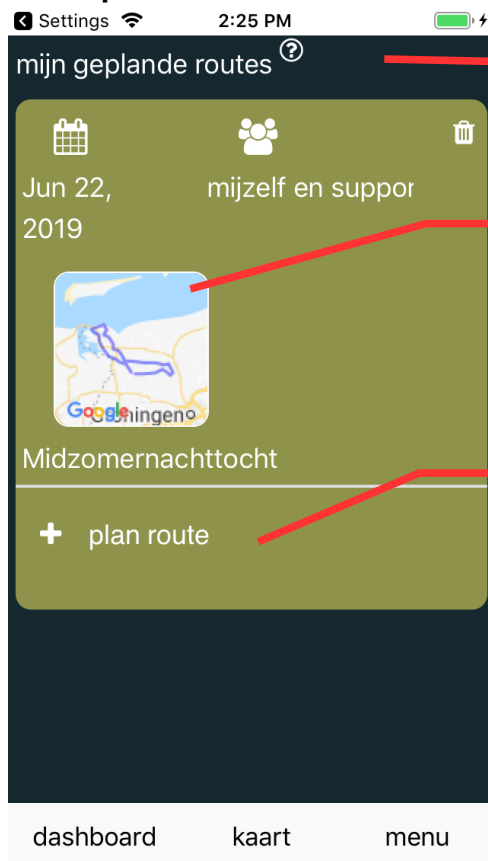 Settings 2:25 PM
mijn geplande routes ?
Jun 22, mijzelf en suppor
2019
Google ningen
Midzomernachttocht
+ plan route
dashboard kaart menu